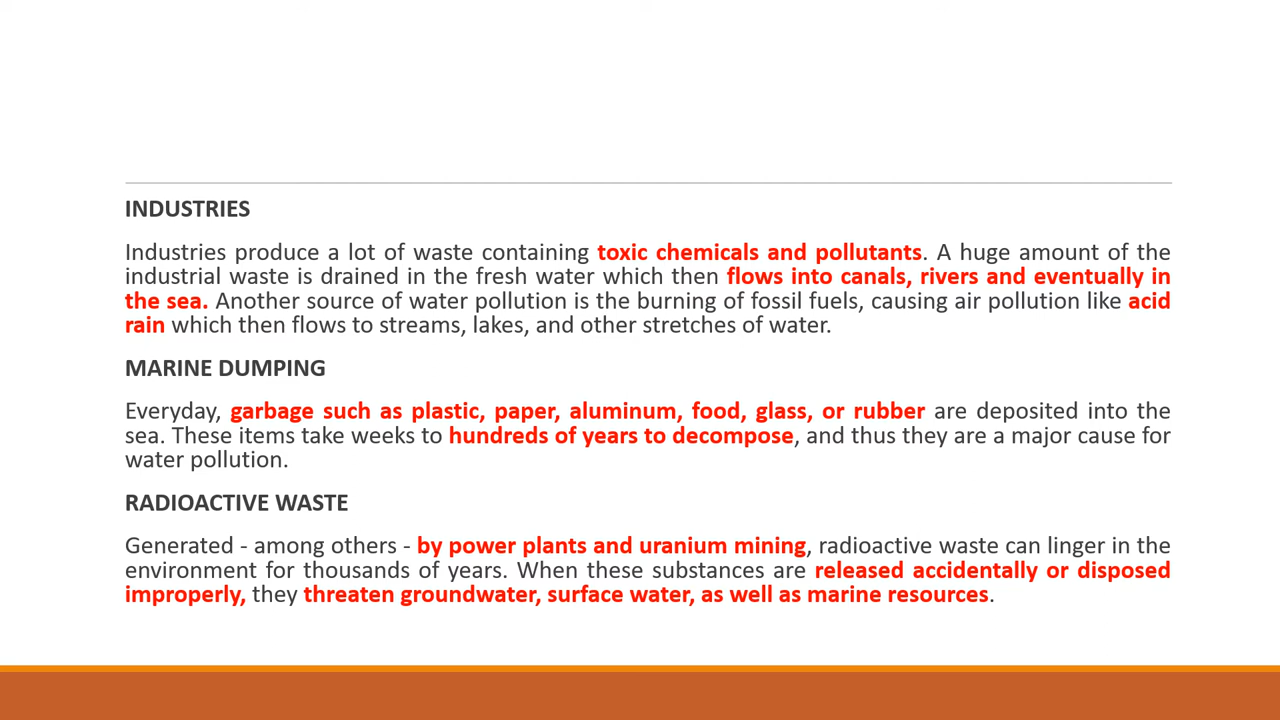 INDUSTRIES
Industries produce a lot of waste containing toxic chemicals and pollutants. A huge amount of the
industrial waste is drained in the fresh water which then flows into canals, rivers and eventually in
the sea. Another source of water pollution is the burning of fossil fuels, causing air pollution like acid
rain which then flows to streams, lakes, and other stretches of water.
MARINE DUMPING
Everyday, garbage such as plastic, paper, aluminum, food, glass, or rubber are deposited into the
sea. These items take weeks to hundreds of years to decompose, and thus they are a major cause for
water pollution.
RADIOACTIVE WASTE
Generated - among others - by power plants and uranium mining, radioactive waste can linger in the
environment for thousands of years. When these substances are released accidentally or disposed
improperly, they threaten groundwater, surface water, as well as marine resources.